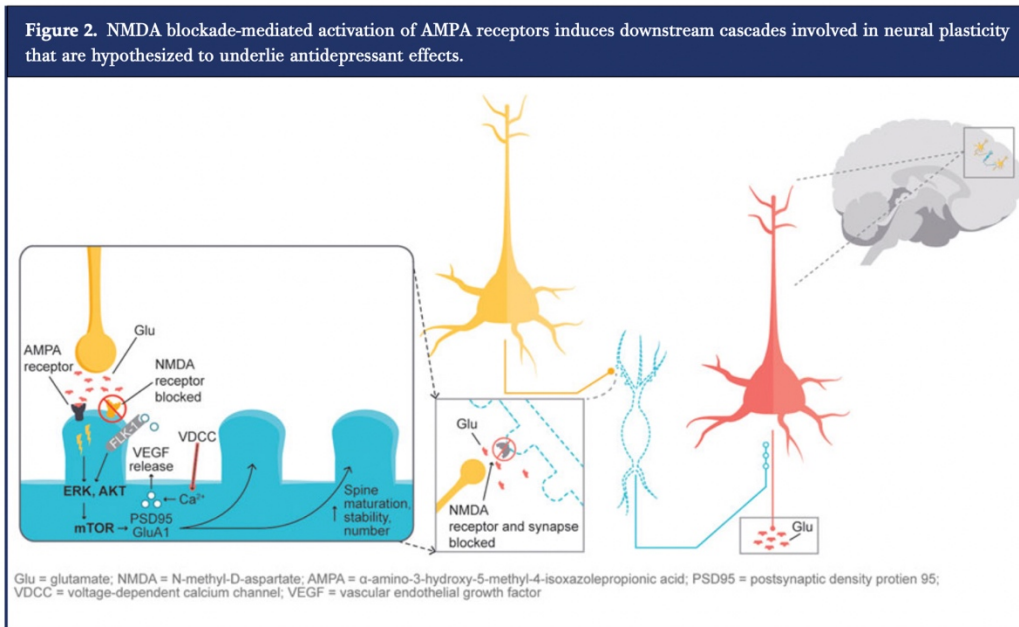 Figure 2. NMDA blockade-mediated activation of AMPA receptors induces downstream cascades involved in neural plasticity
that are hypothesized to underlie antidepressant effects.
Glu
AMPA
receptor
NMDA
receptor
blocked
FLK-1
VDCC
VEGF
release
ERK, AKT
Ca²⁺
mTOR
PSD95
GluA1
Spine
maturation,
stability,
number
Glu
NMDA
receptor and synapse
blocked
Glu
Glu = glutamate; NMDA = N-methyl-D-aspartate; AMPA = α-amino-3-hydroxy-5-methyl-4-isoxazolepropionic acid; PSD95 = postsynaptic density protien 95;
VDCC = voltage-dependent calcium channel; VEGF = vascular endothelial growth factor